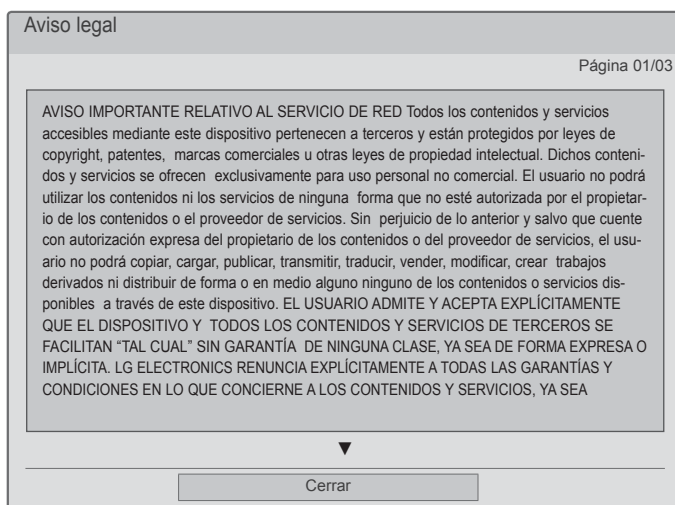 Aviso legal
Página 01/03
AVISO IMPORTANTE RELATIVO AL SERVICIO DE RED Todos los contenidos y servicios
accesibles mediante este dispositivo pertenecen a terceros y están protegidos por leyes de
copyright, patentes, marcas comerciales u otras leyes de propiedad intelectual. Dichos conteni-
dos y servicios se ofrecen exclusivamente para uso personal no comercial. El usuario no podrá
utilizar los contenidos ni los servicios de ninguna forma que no esté autorizada por el propietar-
io de los contenidos o el proveedor de servicios. Sin perjuicio de lo anterior y salvo que cuente
con autorización expresa del propietario de los contenidos o del proveedor de servicios, el usu-
ario no podrá copiar, cargar, publicar, transmitir, traducir, vender, modificar, crear trabajos
derivados ni distribuir de forma o en medio alguno ninguno de los contenidos o servicios dis-
ponibles a través de este dispositivo. EL USUARIO ADMITE Y ACEPTA EXPLÍCITAMENTE
QUE EL DISPOSITIVO Y TODOS LOS CONTENIDOS Y SERVICIOS DE TERCEROS SE
FACILITAN “TAL CUAL” SIN GARANTÍA DE NINGUNA CLASE, YA SEA DE FORMA EXPRESA O
IMPLÍCITA. LG ELECTRONICS RENUNCIA EXPLÍCITAMENTE A TODAS LAS GARANTÍAS Y
CONDICIONES EN LO QUE CONCIERNE A LOS CONTENIDOS Y SERVICIOS, YA SEA
▼
Cerrar